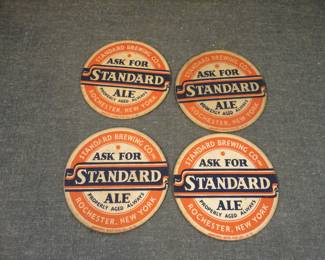 STANDARD BREWING CO.
ASK FOR
STANDARD
ALE
PROPERLY AGED ALWAYS
ROCHESTER, NEW YORK
STANDARD BREWING CO.
ASK FOR
STANDARD
ALE
PROPERLY AGED ALWAYS
ROCHESTER, NEW YORK
STANDARD BREWING CO.
ASK FOR
STANDARD
ALE
PROPERLY AGED ALWAYS
ROCHESTER, NEW YORK
STANDARD BREWING CO.
ASK FOR
STANDARD
ALE
PROPERLY AGED ALWAYS
ROCHESTER, NEW YORK